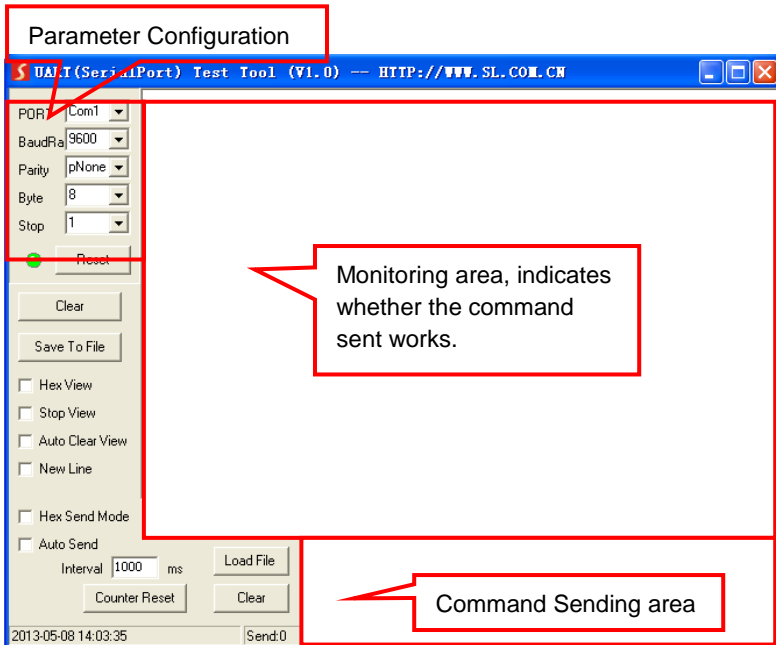 Parameter Configuration
UART(SerialPort) Test Tool (V1.0) -- HTTP://WWW.SL.COM.CN
PORT Com1
BaudRa 9600
Parity pNone
Byte 8
Stop 1
Reset
Monitoring area, indicates
whether the command
sent works.
Clear
Save To File
Hex View
Stop View
Auto Clear View
New Line
Hex Send Mode
Auto Send
Interval 1000 ms
Load File
Counter Reset
Clear
Command Sending area
2013-05-08 14:03:35
Send:0